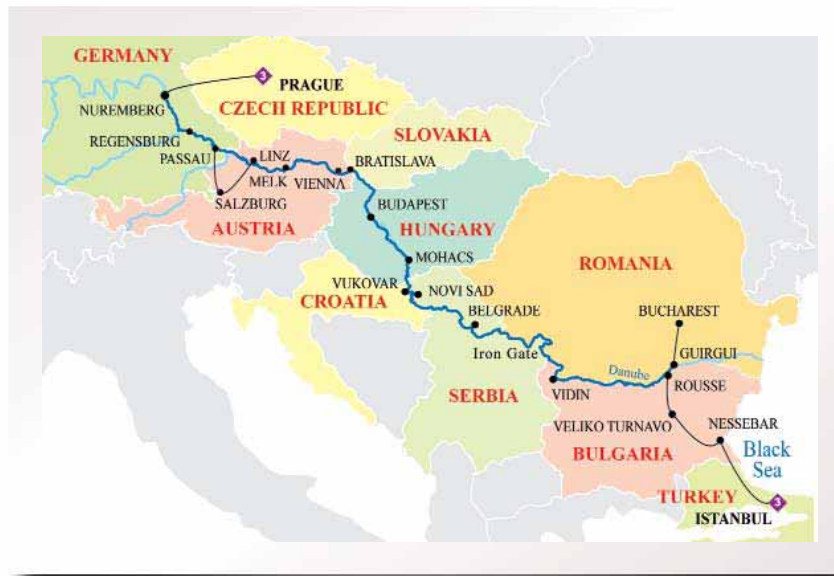 GERMANY
3
PRAGUE
NUREMBERG
CZECH REPUBLIC
REGENSBURG
SLOVAKIA
PASSAU
LINZ
BRATISLAVA
MELK
VIENNA
SALZBURG
BUDAPEST
AUSTRIA
HUNGARY
MOHACS
ROMANIA
VUKOVAR
NOVI SAD
CROATIA
BELGRADE
BUCHAREST
Iron Gate
GUIRGUI
Danube
ROUSSE
SERBIA
VIDIN
VELIKO TURNAVO
NESSEBAR
BULGARIA
Black
Sea
TURKEY
3
ISTANBUL